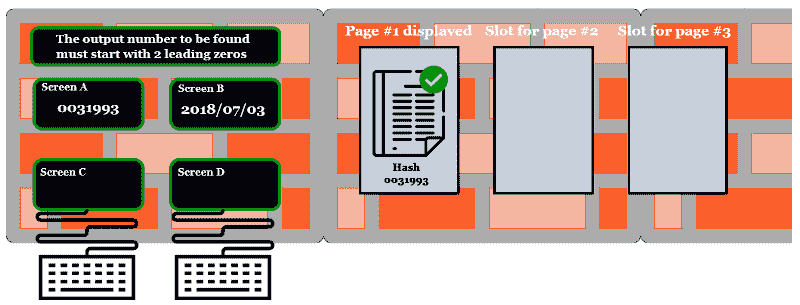 The output number to be found
must start with 2 leading zeros
Screen A
0031993
Screen B
2018/07/03
Screen C
Screen D
Page #1 displayed
Slot for page #2
Slot for page #3
Hash
0031993